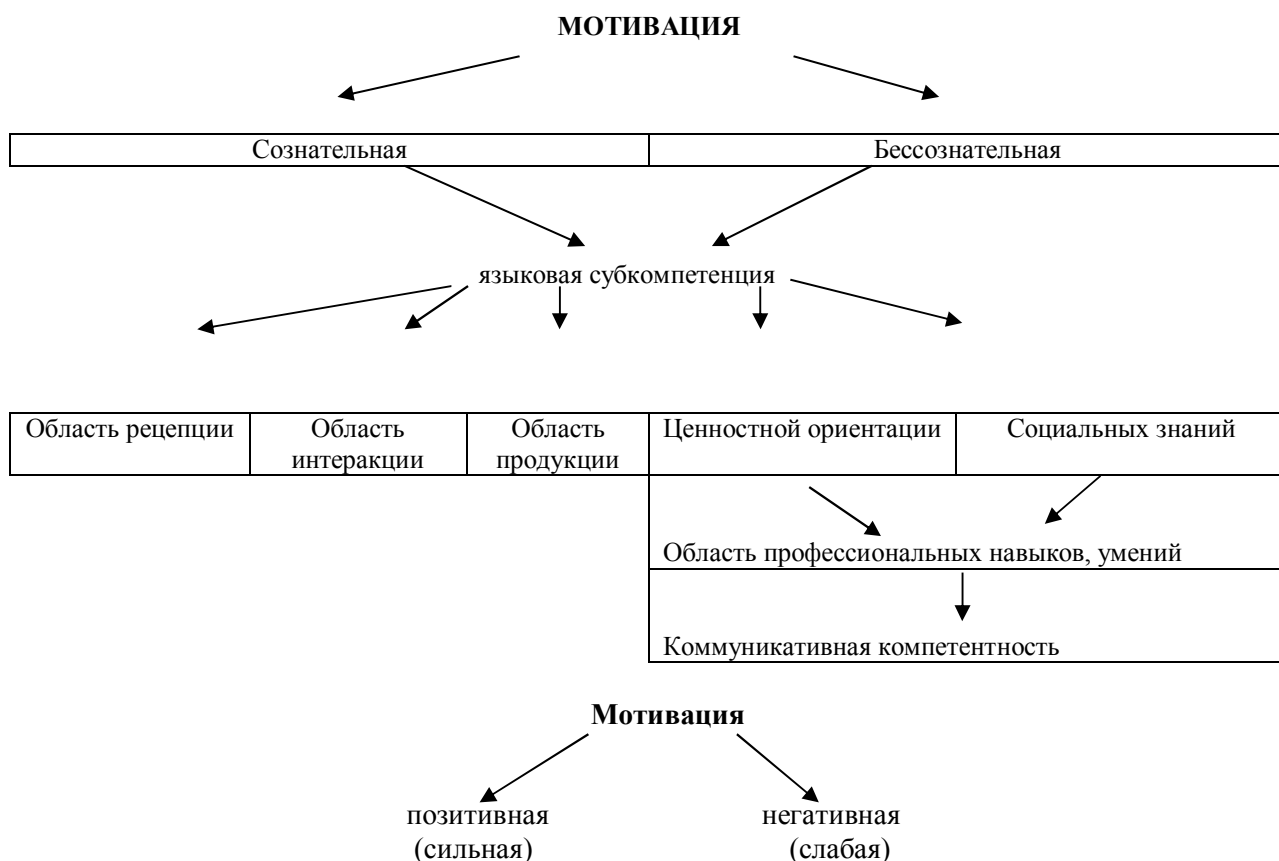 МОТИВАЦИЯ
Сознательная
Бессознательная
языковая субкомпетенция
Область рецепции
Область
интеракции
Область
продукции
Ценностной ориентации
Социальных знаний
Область профессиональных навыков, умений
Коммуникативная компетентность
Мотивация
позитивная
(сильная)
негативная
(слабая)